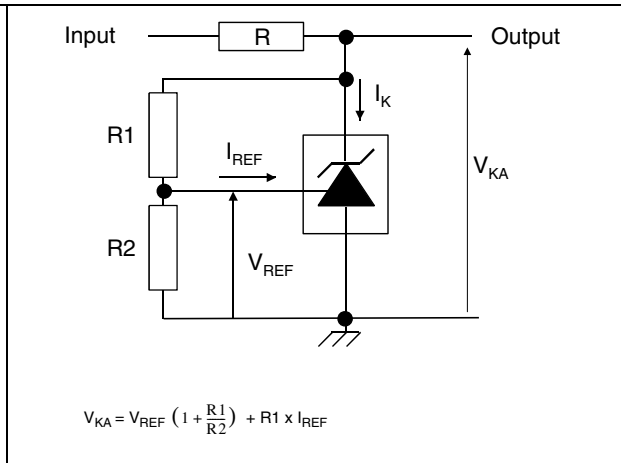 Input R Output
I_K
R1 I_REF
V_KA
R2
V_REF
V_KA = V_REF (1 + R1/R2) + R1 x I_REF